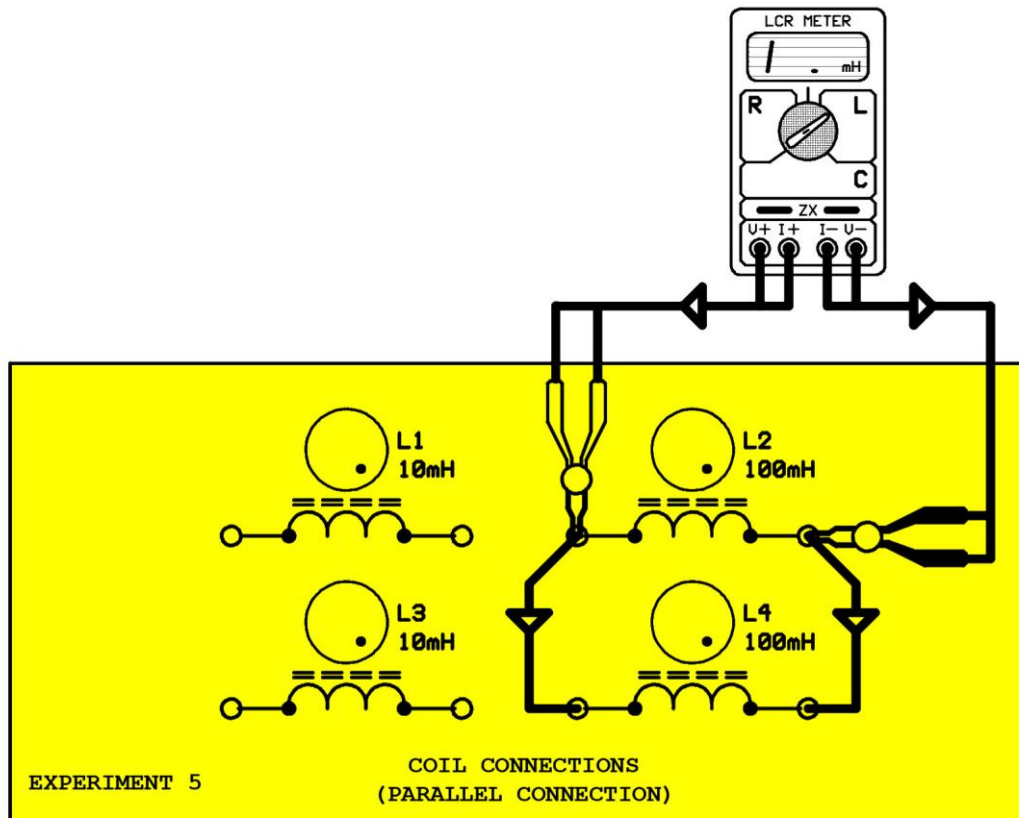 LCR METER
1 . mH
R L
C
ZX
V+ I+ I- V-
L1
10mH
L2
100mH
L3
10mH
L4
100mH
EXPERIMENT 5
COIL CONNECTIONS
(PARALLEL CONNECTION)